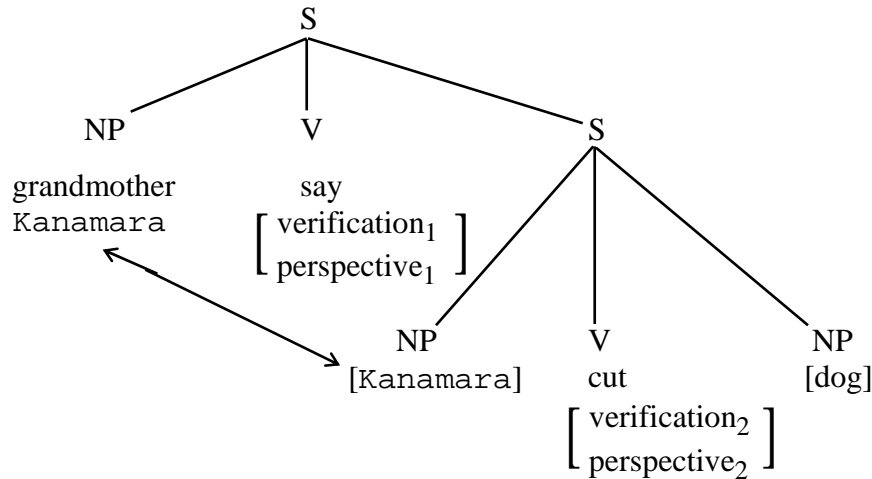 S
NP V S
grandmother say
Kanamara [ verification₁
perspective₁ ]
NP V NP
[Kanamara] cut [dog]
[ verification₂
perspective₂ ]